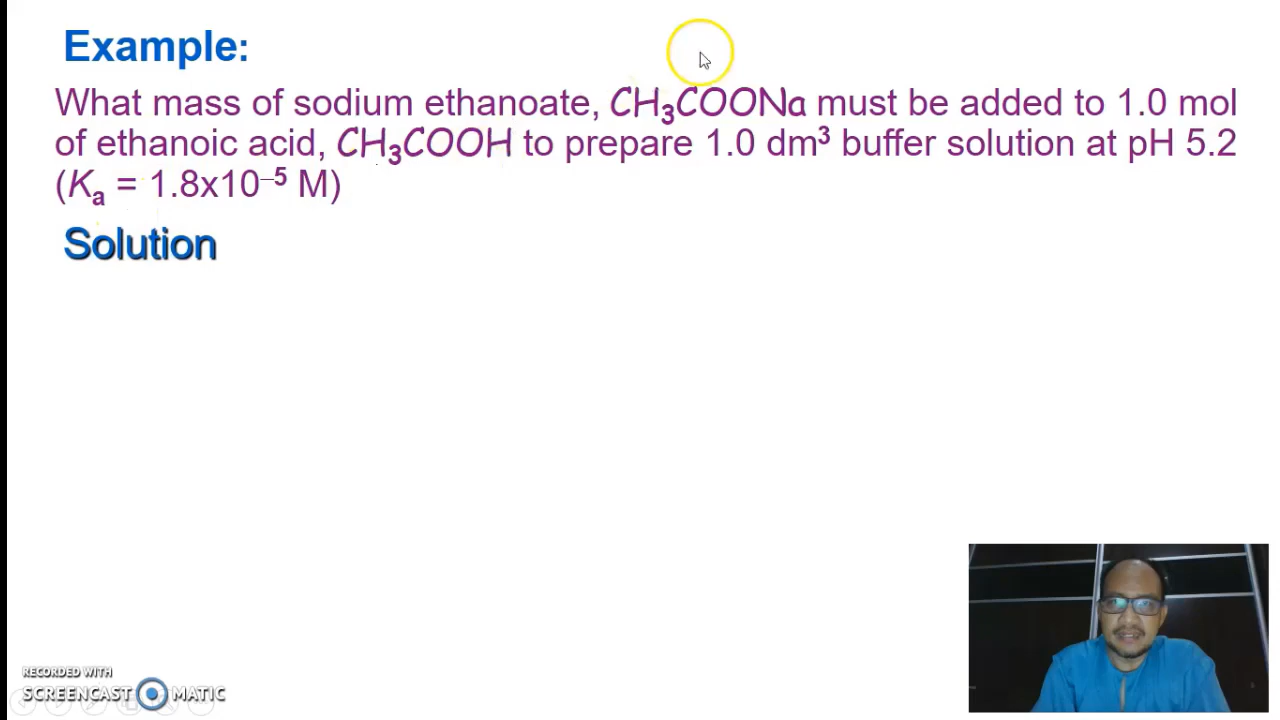 Example:
What mass of sodium ethanoate, CH₃COONa must be added to 1.0 mol
of ethanoic acid, CH₃COOH to prepare 1.0 dm³ buffer solution at pH 5.2
(Kₐ = 1.8x10⁻⁵ M)
Solution
RECORDED WITH
SCREENCAST MATIC